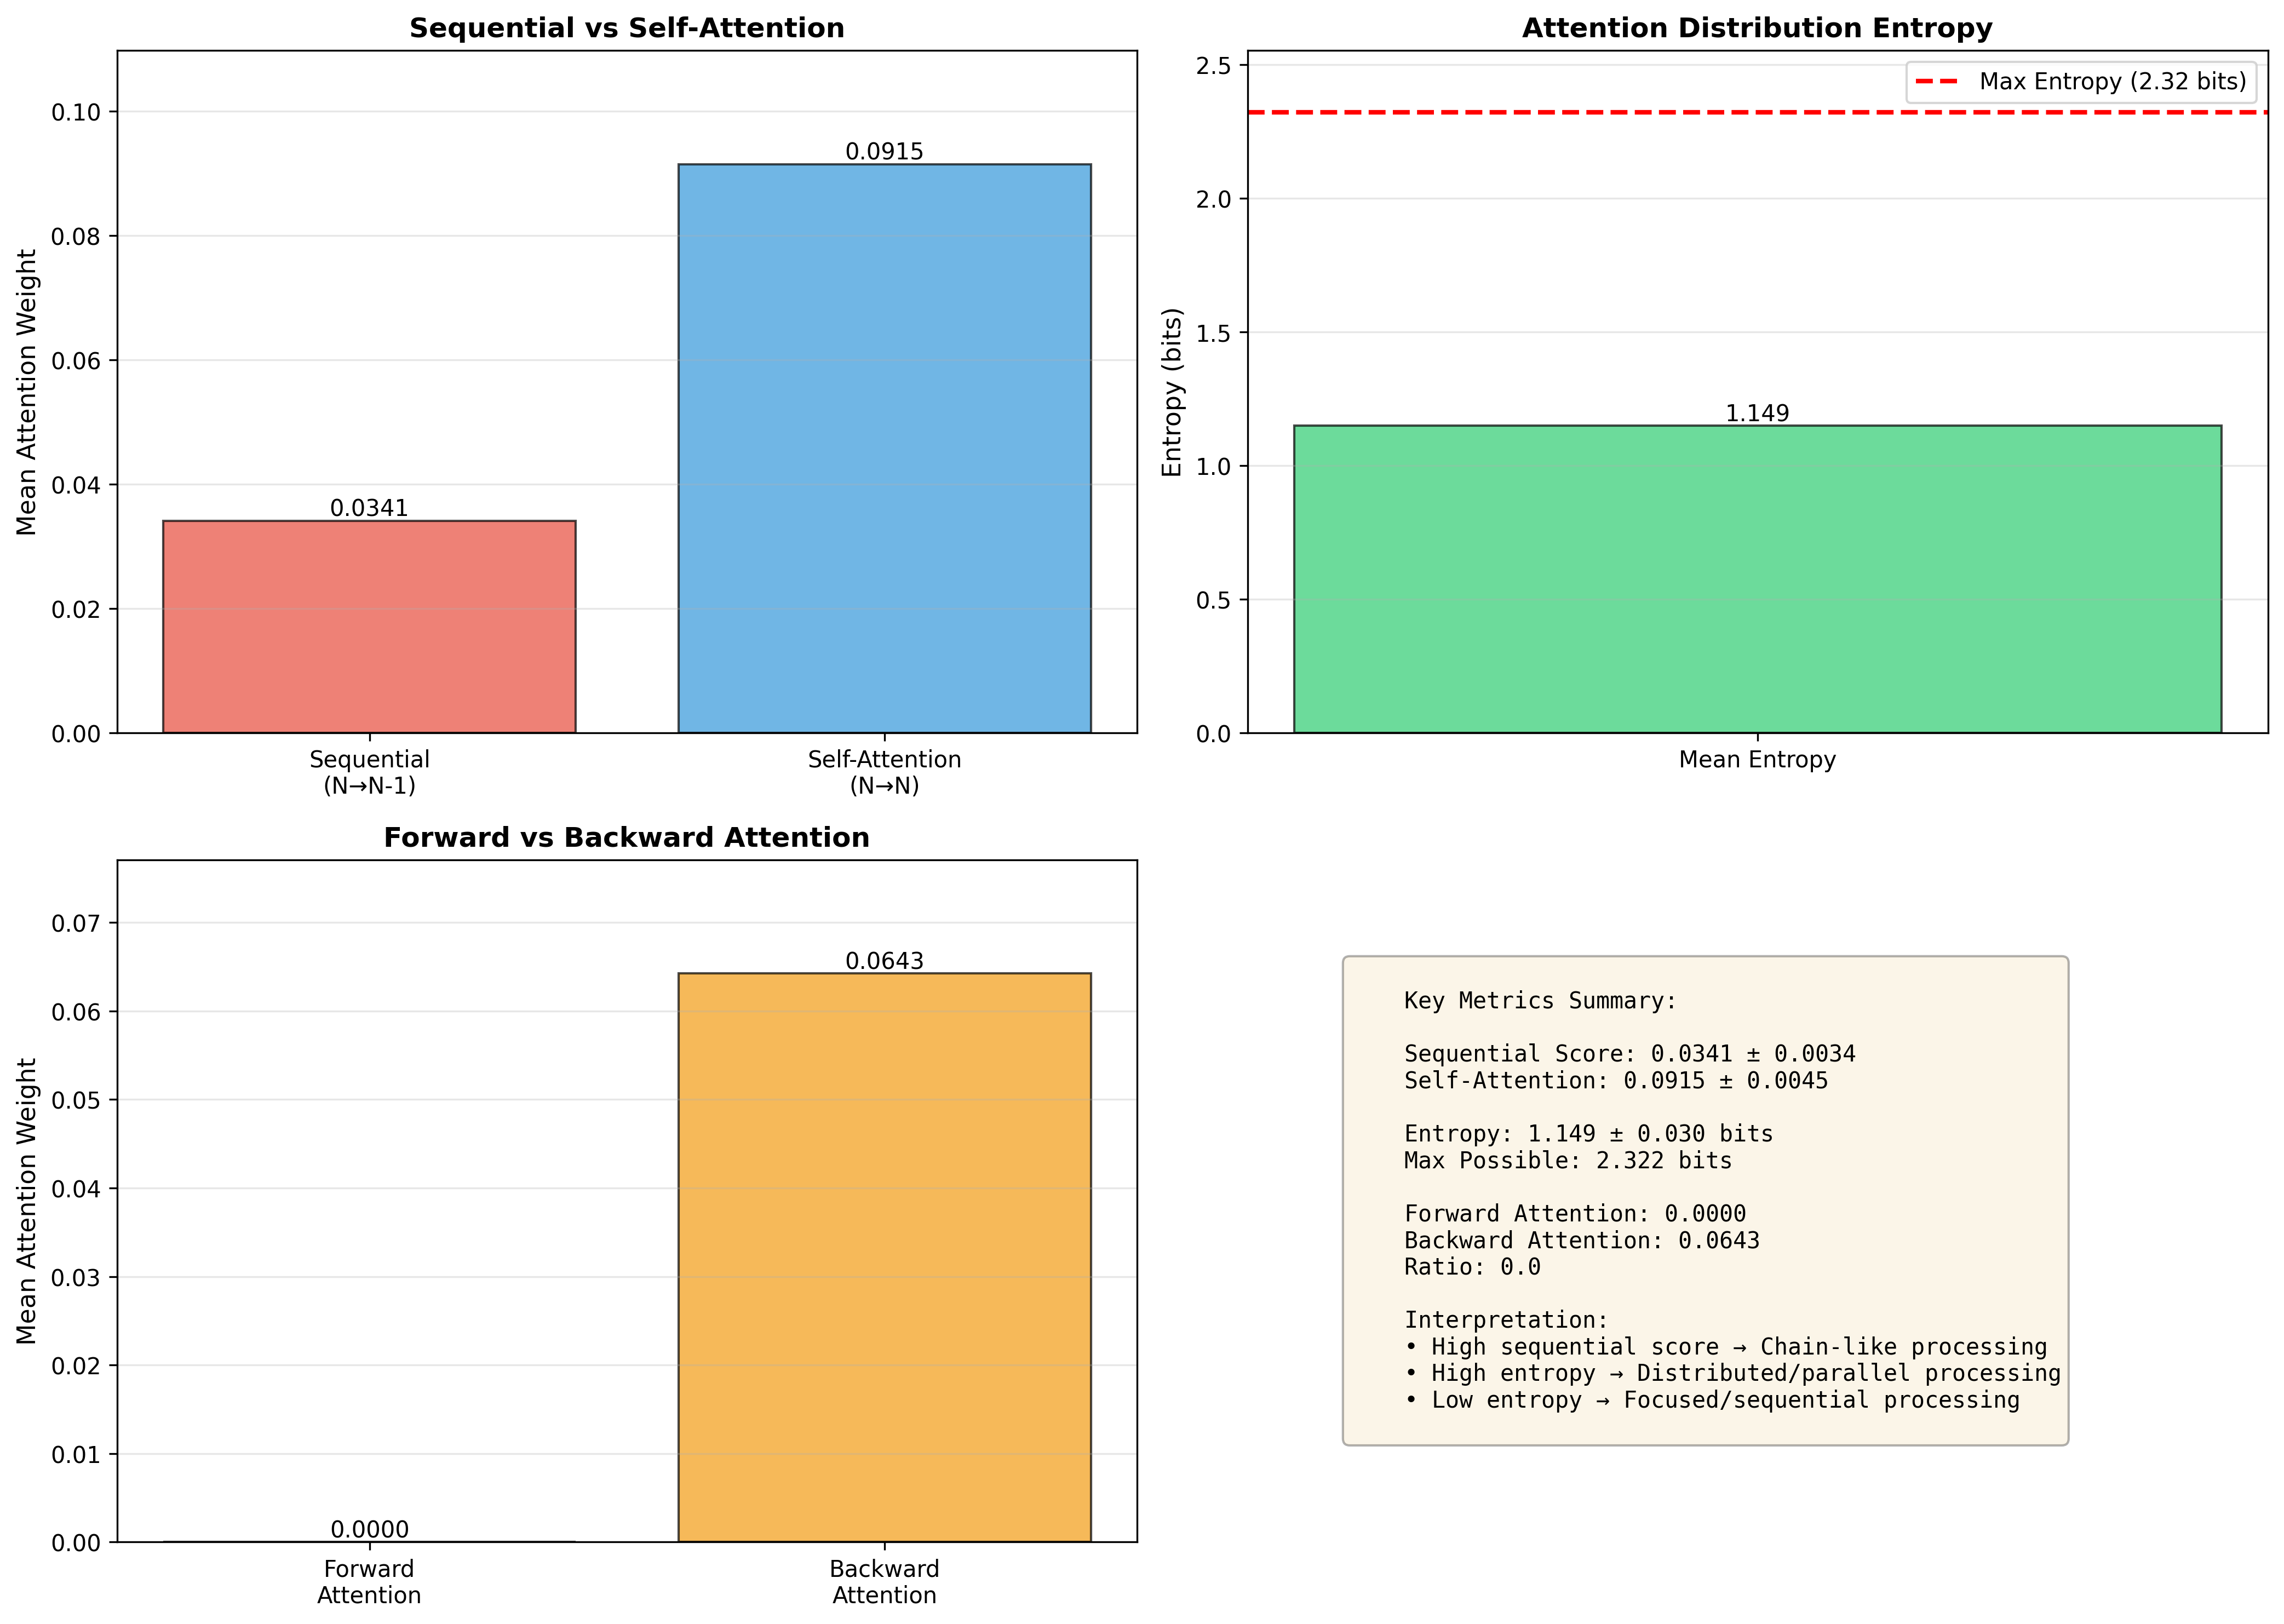 Sequential vs Self-Attention
Mean Attention Weight
0.10
0.08
0.06
0.04
0.02
0.00
0.0341
0.0915
Sequential
(N→N-1)
Self-Attention
(N→N)
Attention Distribution Entropy
Entropy (bits)
2.5
2.0
1.5
1.0
0.5
0.0
Max Entropy (2.32 bits)
1.149
Mean Entropy
Forward vs Backward Attention
Mean Attention Weight
0.07
0.06
0.05
0.04
0.03
0.02
0.01
0.00
0.0000
0.0643
Forward
Attention
Backward
Attention
Key Metrics Summary:
Sequential Score: 0.0341 ± 0.0034
Self-Attention: 0.0915 ± 0.0045
Entropy: 1.149 ± 0.030 bits
Max Possible: 2.322 bits
Forward Attention: 0.0000
Backward Attention: 0.0643
Ratio: 0.0
Interpretation:
• High sequential score → Chain-like processing
• High entropy → Distributed/parallel processing
• Low entropy → Focused/sequential processing